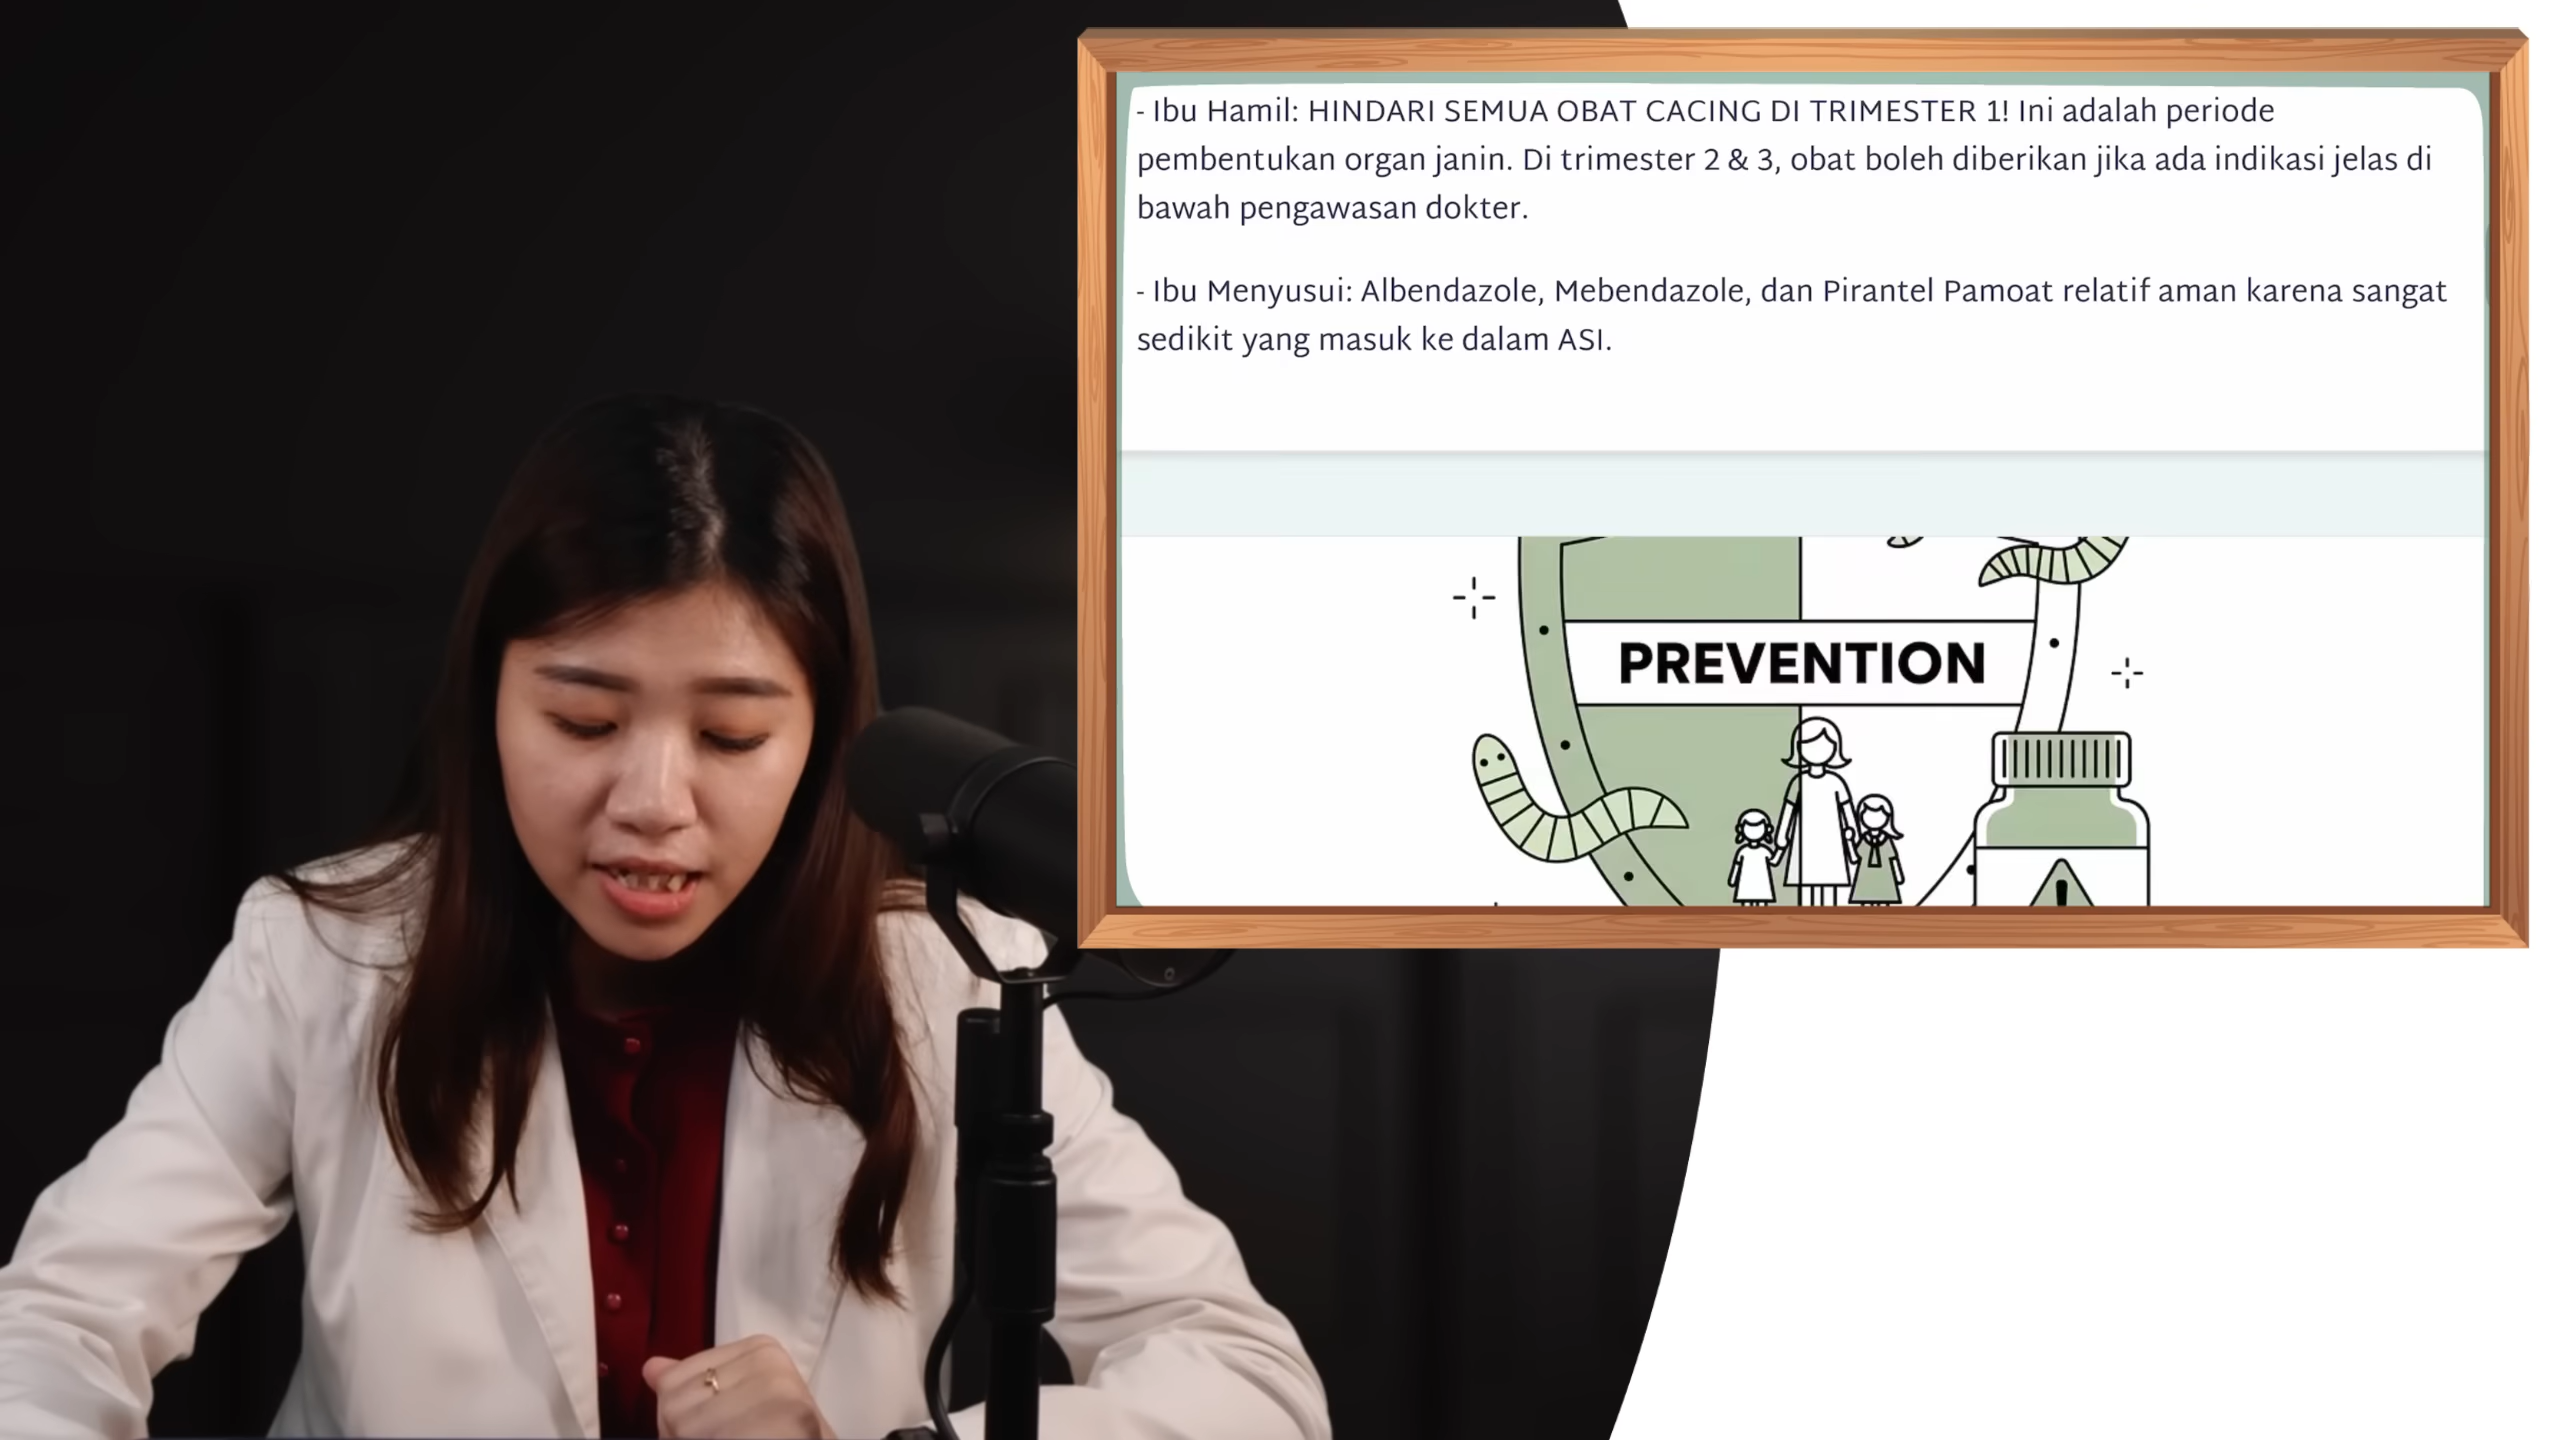 - Ibu Hamil: HINDARI SEMUA OBAT CACING DI TRIMESTER 1! Ini adalah periode
pembentukan organ janin. Di trimester 2 & 3, obat boleh diberikan jika ada indikasi jelas di
bawah pengawasan dokter.
- Ibu Menyusui: Albendazole, Mebendazole, dan Pirantel Pamoat relatif aman karena sangat
sedikit yang masuk ke dalam ASI.
PREVENTION